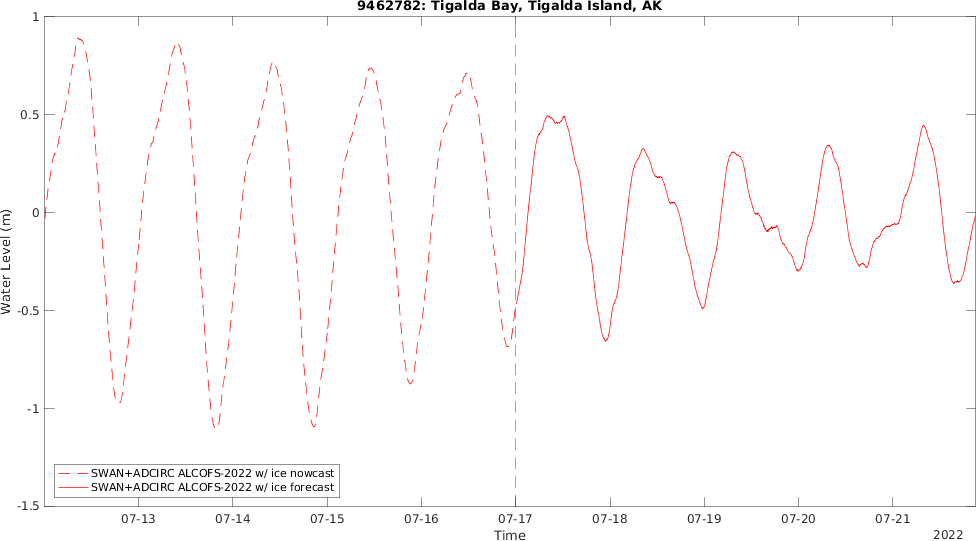 9462782: Tigalda Bay, Tigalda Island, AK
1
0.5
0
-0.5
-1
-1.5
Water Level (m)
SWAN+ADCIRC ALCOFS-2022 w/ ice nowcast
SWAN+ADCIRC ALCOFS-2022 w/ ice forecast
07-13 07-14 07-15 07-16 07-17 07-18 07-19 07-20 07-21
Time
2022